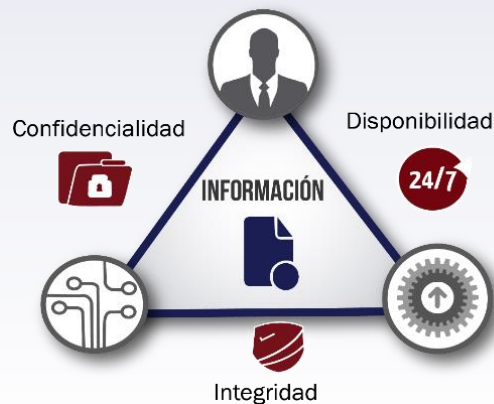 Confidencialidad
Disponibilidad
24/7
INFORMACIÓN
Integridad